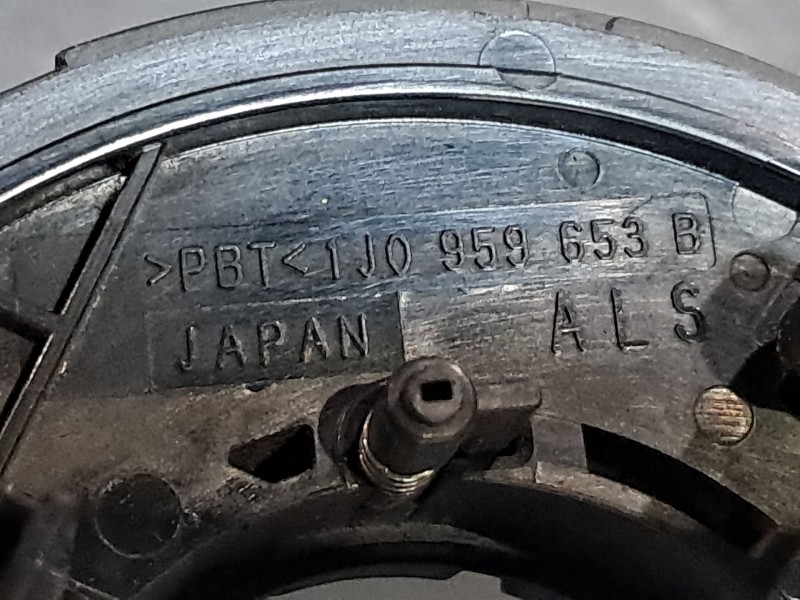 >PBT< 1J0 959 653 B
JAPAN ALS